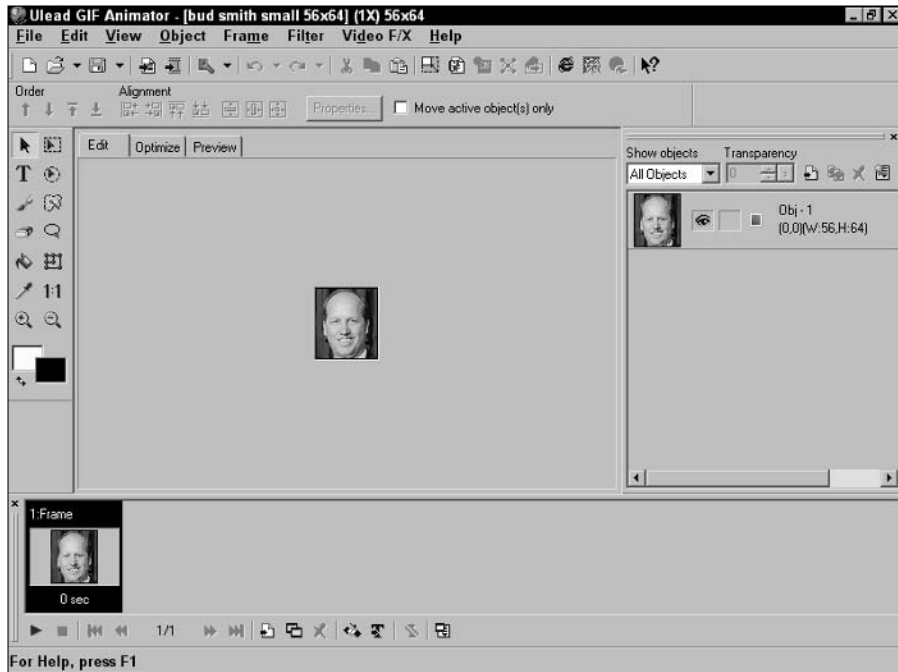 Ulead GIF Animator - [bud smith small 56x64] (1X) 56x64
File Edit View Object Frame Filter Video F/X Help
Order Alignment
Properties... Move active object(s) only
Edit Optimize Preview
Show objects Transparency
All Objects 0
T
1:1
Obj - 1
(0,0)(W:56,H:64)
1:Frame
0 sec
1/1
For Help, press F1